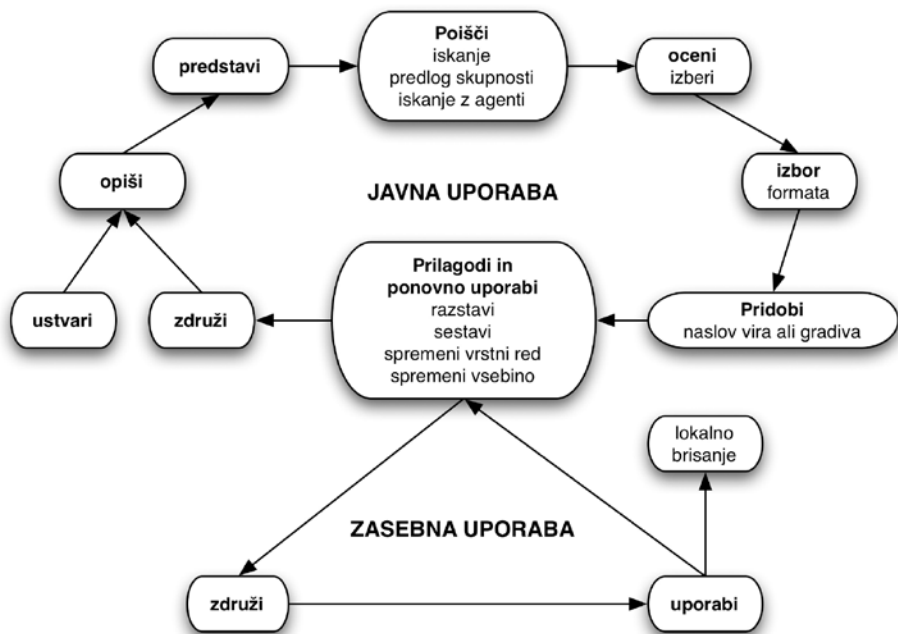 predstavi
Poišči
iskanje
predlog skupnosti
iskanje z agenti
oceni
izberi
opiši
JAVNA UPORABA
izbor
formata
ustvari
združi
Prilagodi in
ponovno uporabi
razstavi
sestavi
spremeni vrstni red
spremeni vsebino
Pridobi
naslov vira ali gradiva
lokalno
brisanje
ZASEBNA UPORABA
združi
uporabi